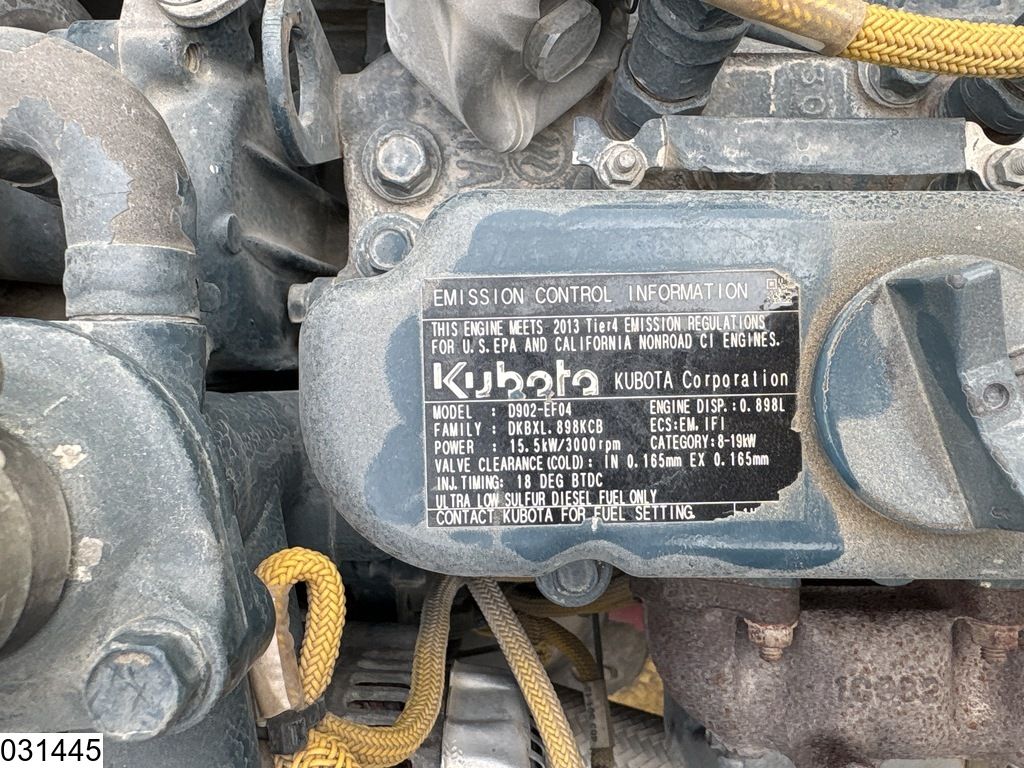 EMISSION CONTROL INFORMATION
THIS ENGINE MEETS 2013 Tier4 EMISSION REGULATIONS
FOR U.S.EPA AND CALIFORNIA NONROAD CI ENGINES.
Kubota KUBOTA Corporation
MODEL : D902-EF04 ENGINE DISP.:0.898L
FAMILY : DKBXL.898KCB ECS:EM,IFI
POWER : 15.5kW/3000rpm CATEGORY:8-19kW
VALVE CLEARANCE(COLD): IN 0.165mm EX 0.165mm
INJ.TIMING: 18 DEG BTDC
ULTRA LOW SULFUR DIESEL FUEL ONLY
CONTACT KUBOTA FOR FUEL SETTING.
031445